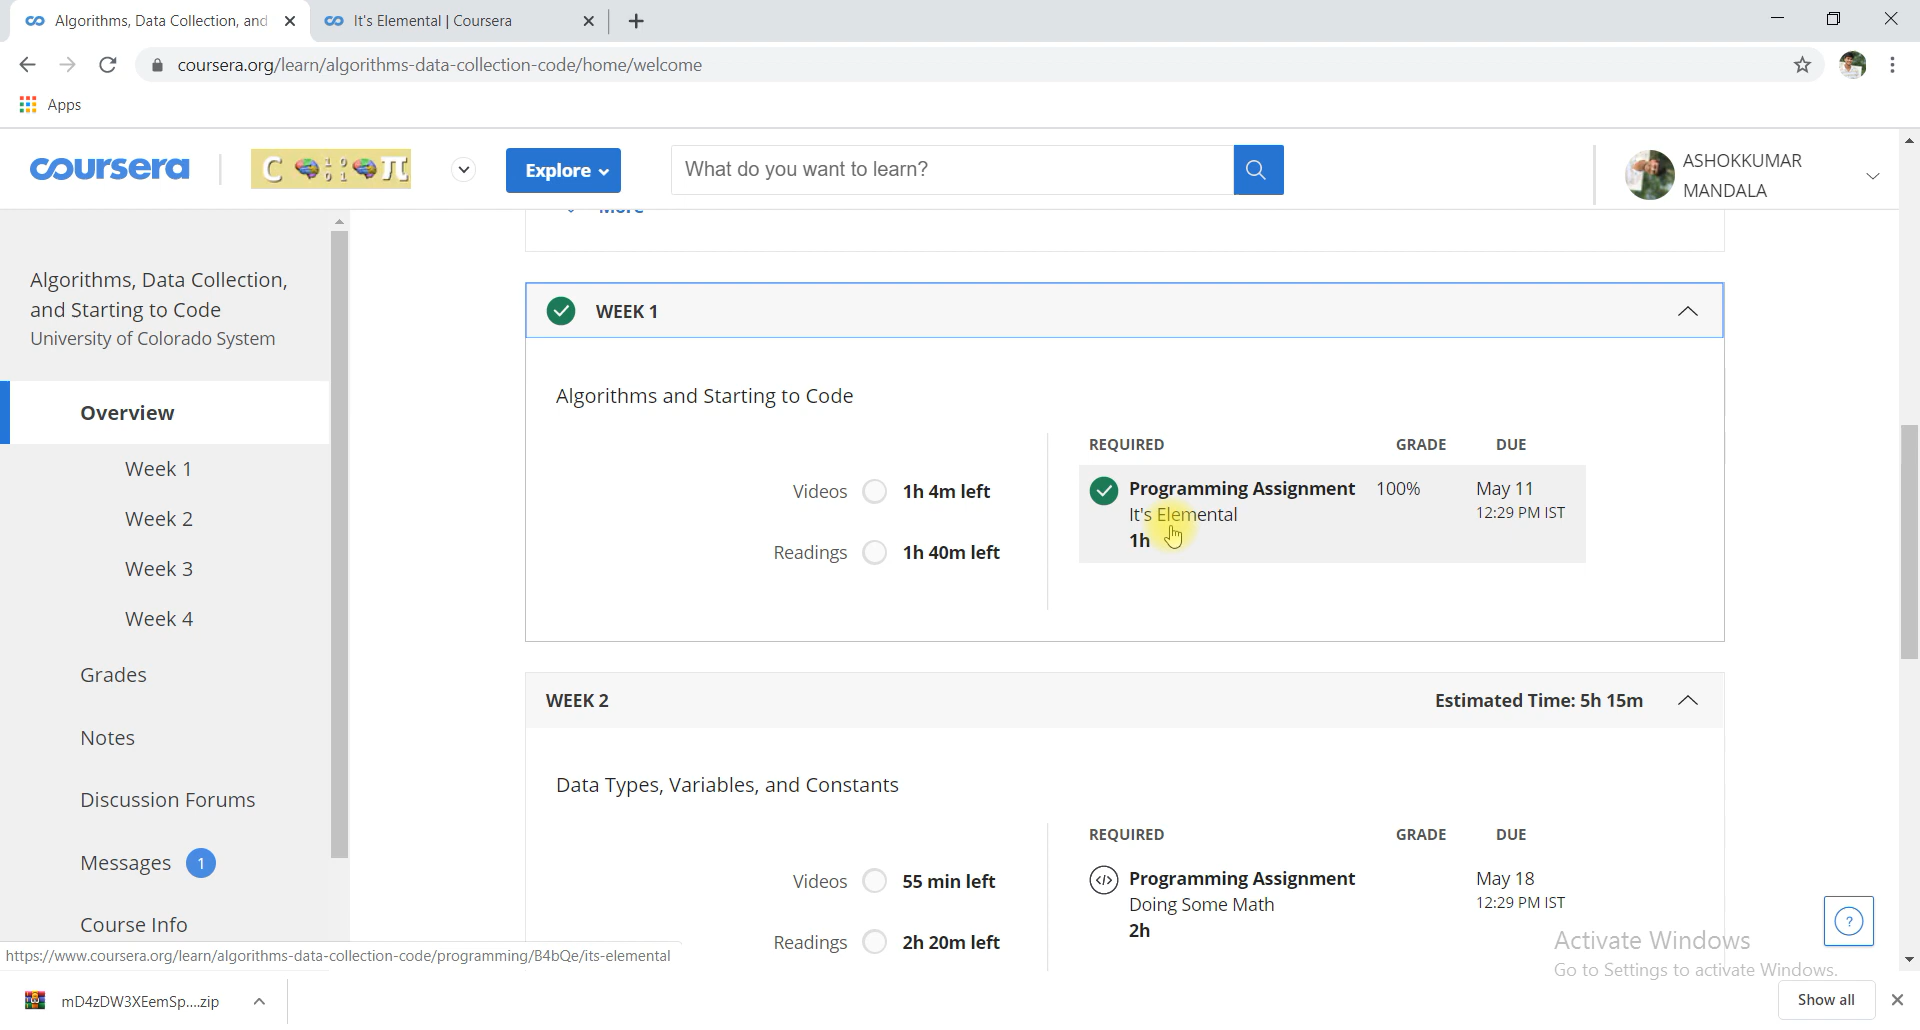 Algorithms, Data Collection, and
It's Elemental | Coursera
coursera.org/learn/algorithms-data-collection-code/home/welcome
Apps
coursera
Explore
What do you want to learn?
ASHOKKUMAR
MANDALA
More
Algorithms, Data Collection,
and Starting to Code
University of Colorado System
Overview
Week 1
Week 2
Week 3
Week 4
Grades
Notes
Discussion Forums
Messages 1
Course Info
WEEK 1
Algorithms and Starting to Code
Videos 1h 4m left
Readings 1h 40m left
REQUIRED GRADE DUE
Programming Assignment 100% May 11
It's Elemental 12:29 PM IST
1h
WEEK 2 Estimated Time: 5h 15m
Data Types, Variables, and Constants
Videos 55 min left
Readings 2h 20m left
REQUIRED GRADE DUE
Programming Assignment May 18
Doing Some Math 12:29 PM IST
2h
Activate Windows
Go to Settings to activate Windows.
https://www.coursera.org/learn/algorithms-data-collection-code/programming/B4bQe/its-elemental
mD4zDW3XEemSp....zip
Show all